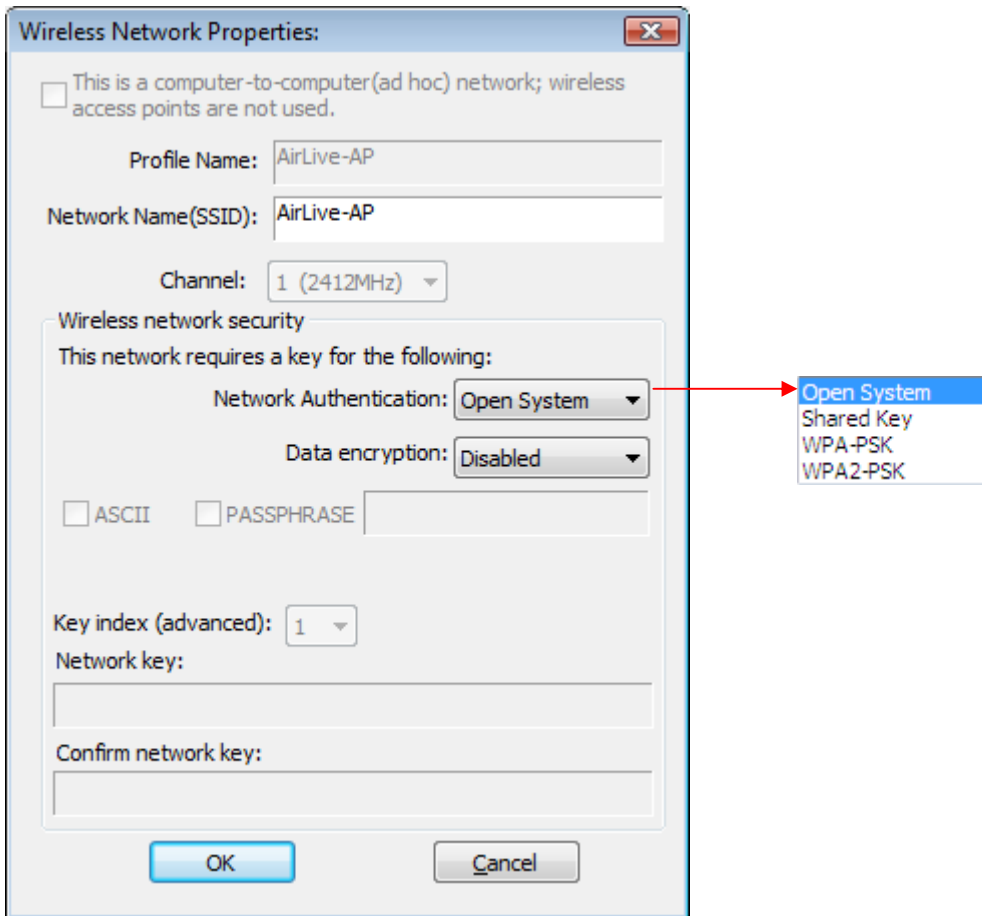 Wireless Network Properties:
This is a computer-to-computer(ad hoc) network; wireless
access points are not used.
Profile Name: AirLive-AP
Network Name(SSID): AirLive-AP
Channel: 1 (2412MHz)
Wireless network security
This network requires a key for the following:
Network Authentication: Open System
Data encryption: Disabled
ASCII PASSPHRASE
Key index (advanced): 1
Network key:
Confirm network key:
OK Cancel
Open System
Shared Key
WPA-PSK
WPA2-PSK